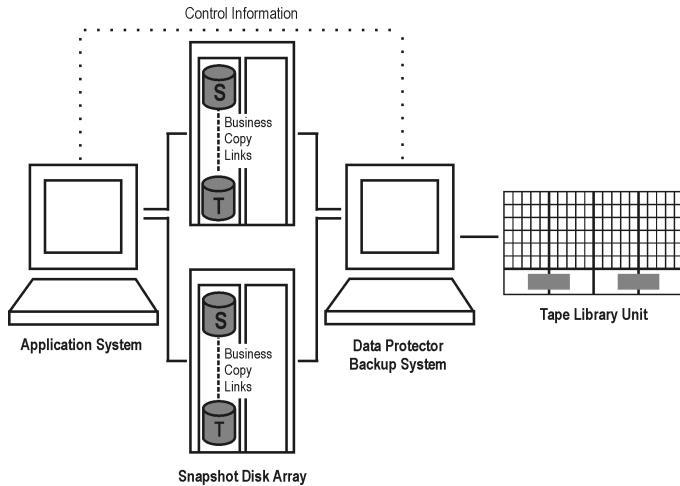 Control Information
S
Business
Copy
Links
T
S
Business
Copy
Links
T
Application System
Data Protector
Backup System
Tape Library Unit
Snapshot Disk Array